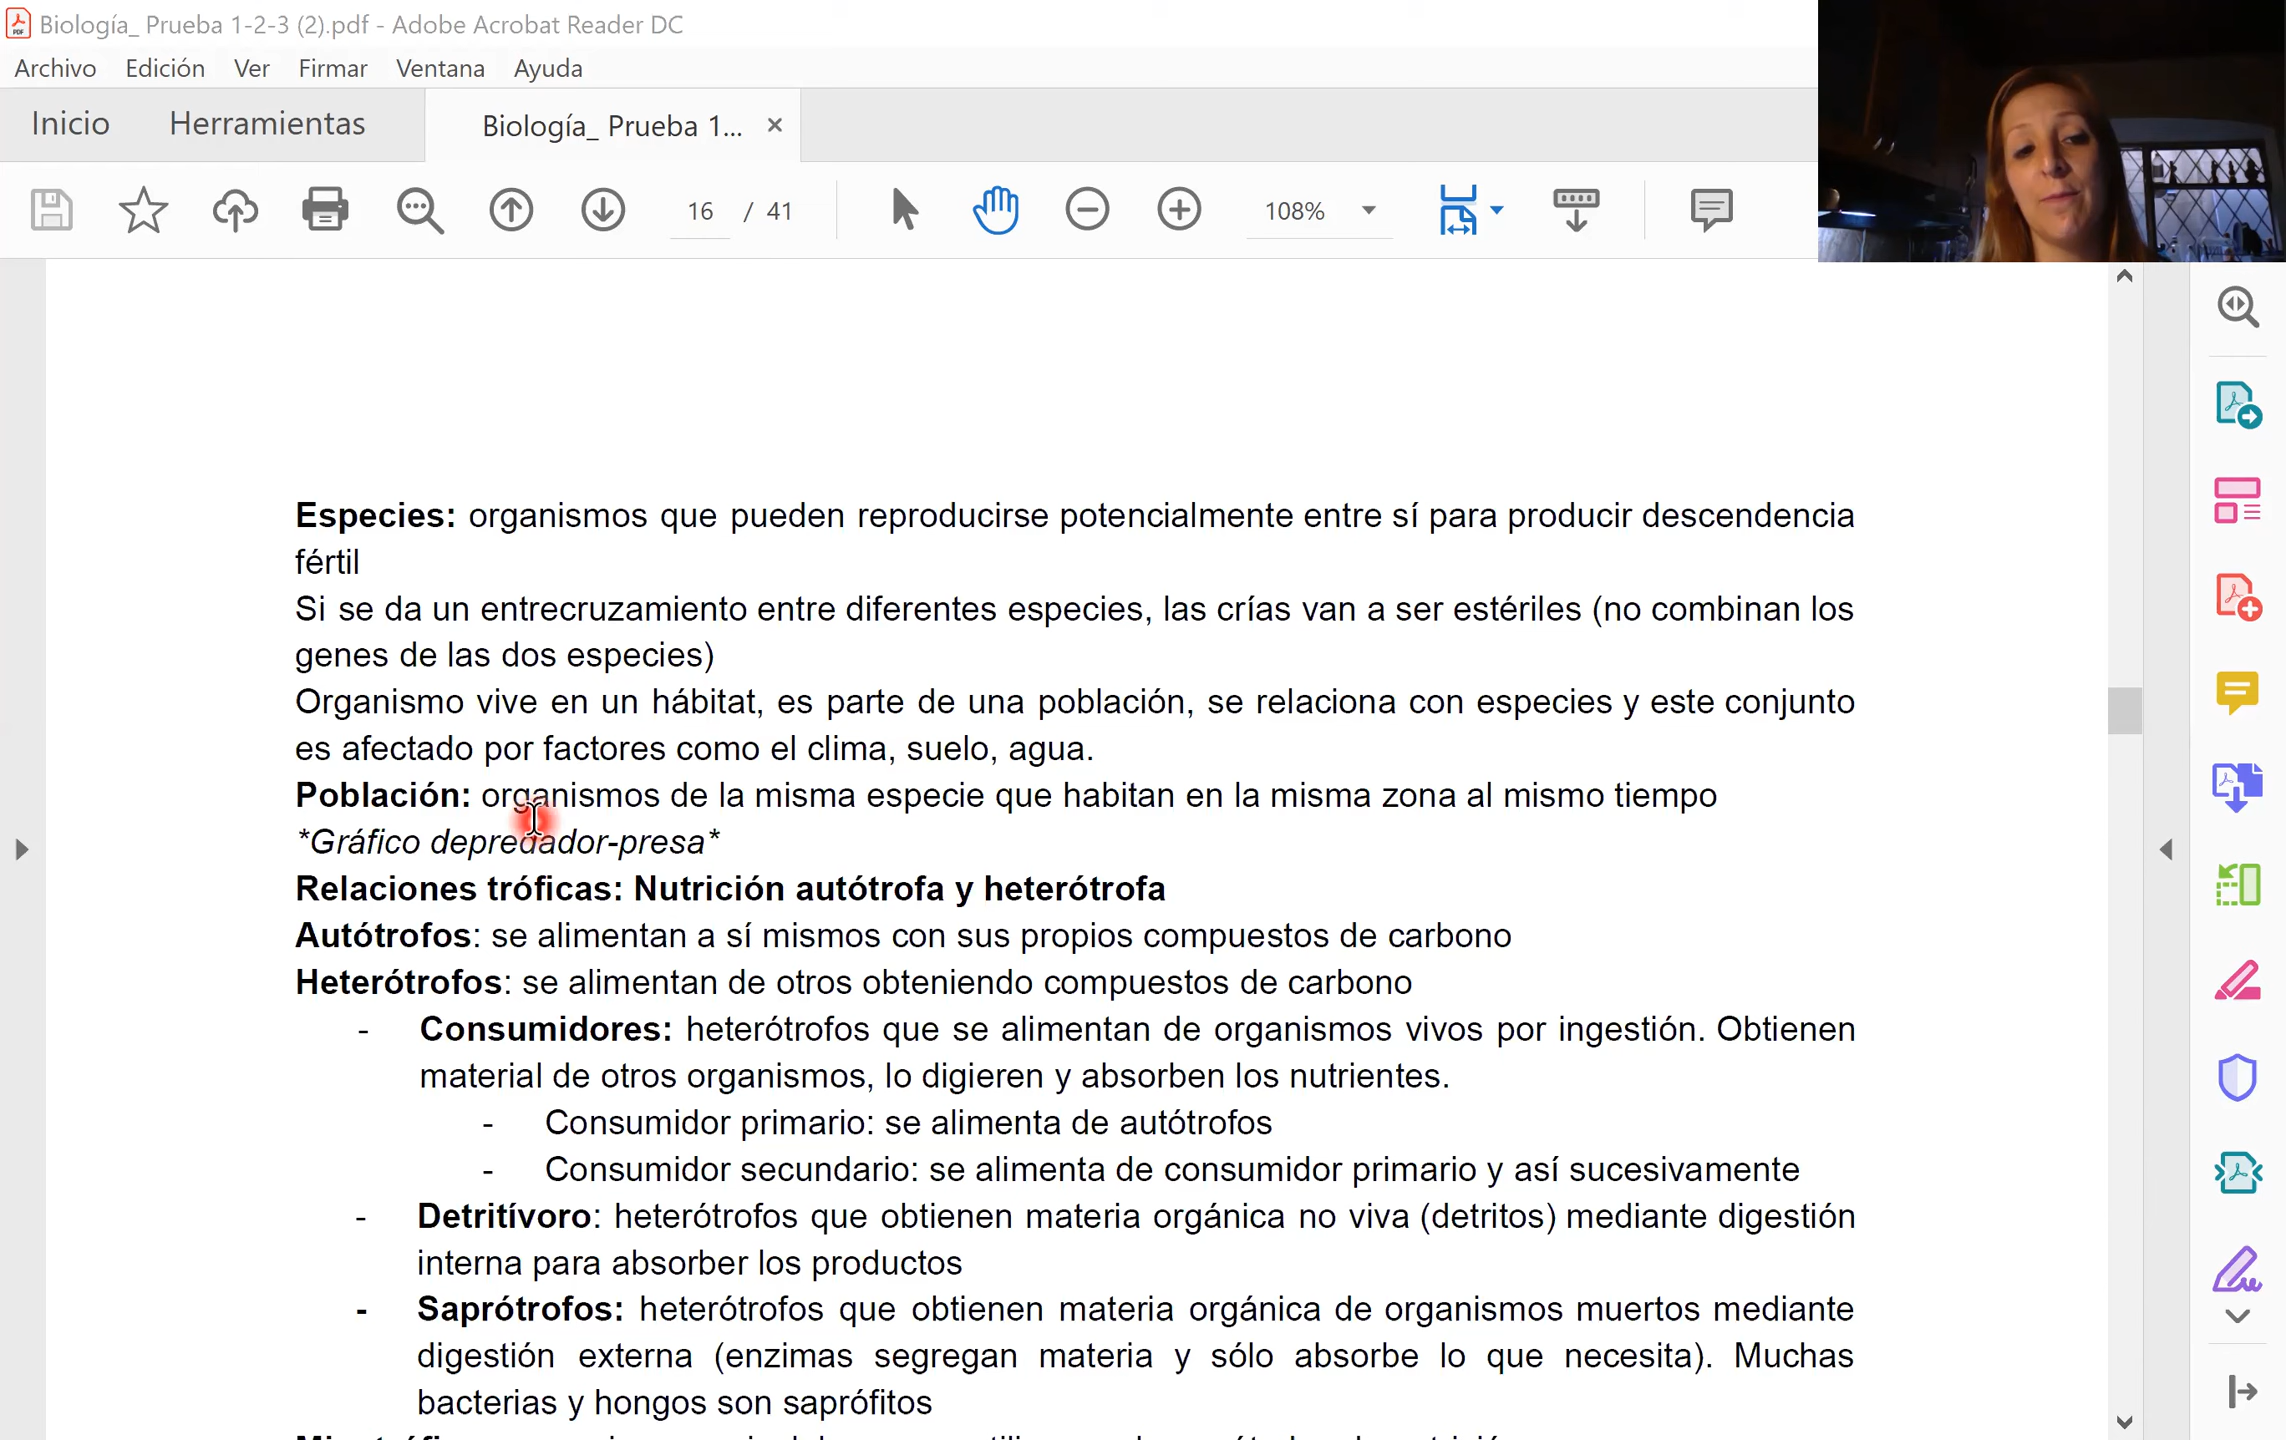 Biología_ Prueba 1-2-3 (2).pdf - Adobe Acrobat Reader DC
Archivo Edición Ver Firmar Ventana Ayuda
Inicio Herramientas Biología_ Prueba 1... ×
16 / 41 108%
Especies: organismos que pueden reproducirse potencialmente entre sí para producir descendencia
fértil
Si se da un entrecruzamiento entre diferentes especies, las crías van a ser estériles (no combinan los
genes de las dos especies)
Organismo vive en un hábitat, es parte de una población, se relaciona con especies y este conjunto
es afectado por factores como el clima, suelo, agua.
Población: organismos de la misma especie que habitan en la misma zona al mismo tiempo
*Gráfico depredador-presa*
Relaciones tróficas: Nutrición autótrofa y heterótrofa
Autótrofos: se alimentan a sí mismos con sus propios compuestos de carbono
Heterótrofos: se alimentan de otros obteniendo compuestos de carbono
- Consumidores: heterótrofos que se alimentan de organismos vivos por ingestión. Obtienen
material de otros organismos, lo digieren y absorben los nutrientes.
- Consumidor primario: se alimenta de autótrofos
- Consumidor secundario: se alimenta de consumidor primario y así sucesivamente
- Detritívoro: heterótrofos que obtienen materia orgánica no viva (detritos) mediante digestión
interna para absorber los productos
- Saprótrofos: heterótrofos que obtienen materia orgánica de organismos muertos mediante
digestión externa (enzimas segregan materia y sólo absorbe lo que necesita). Muchas
bacterias y hongos son saprófitos